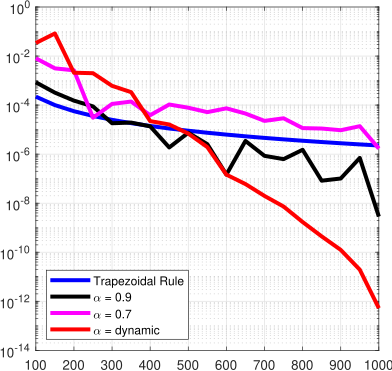 10^0
10^-2
10^-4
10^-6
10^-8
10^-10
10^-12
10^-14
100 200 300 400 500 600 700 800 900 1000
Trapezoidal Rule
α = 0.9
α = 0.7
α = dynamic